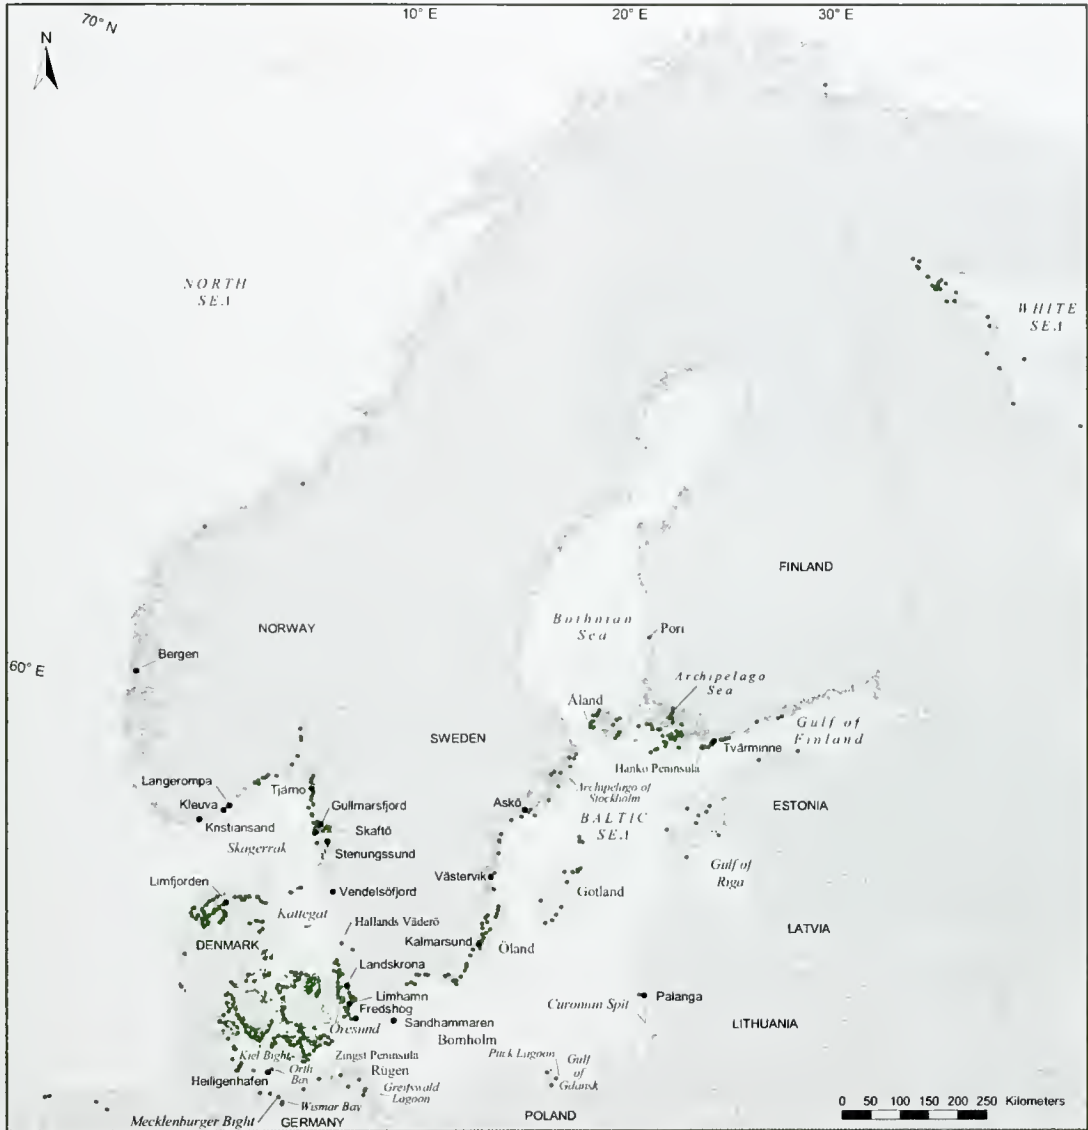 70° N
10° E
20° E
30° E
N
NORTH
SEA
WHITE
SEA
FINLAND
Bothnian
Sea
Pori
NORWAY
Bergen
60° E
Archipelago
Sea
Åland
Gulf of
Finland
SWEDEN
Tvärminne
Hanko Peninsula
Langerompa
Tjärnö
Archipelago of
Stockholm
Kleuva
Gullmarsfjord
Askö
ESTONIA
Kristiansand
Skaftö
BALTIC
SEA
Skagerrak
Stenungssund
Gulf of
Riga
Limfjorden
Västervik
Vendelsöfjord
Gotland
Kattegat
Hallands Väderö
LATVIA
DENMARK
Kalmarsund
Öland
Landskrona
Limhamn
Curonian Spit
Palanga
Fredshög
Öresund
Sandhammaren
LITHUANIA
Bornholm
Kiel Bight
Zingst Peninsula
Puck Lagoon
Gulf
of
Gdansk
Orth
Bay
Rügen
Heiligenhafen
Greifswald
Lagoon
Wismar Bay
Mecklenburger Bight
GERMANY
POLAND
0 50 100 150 200 250 Kilometers